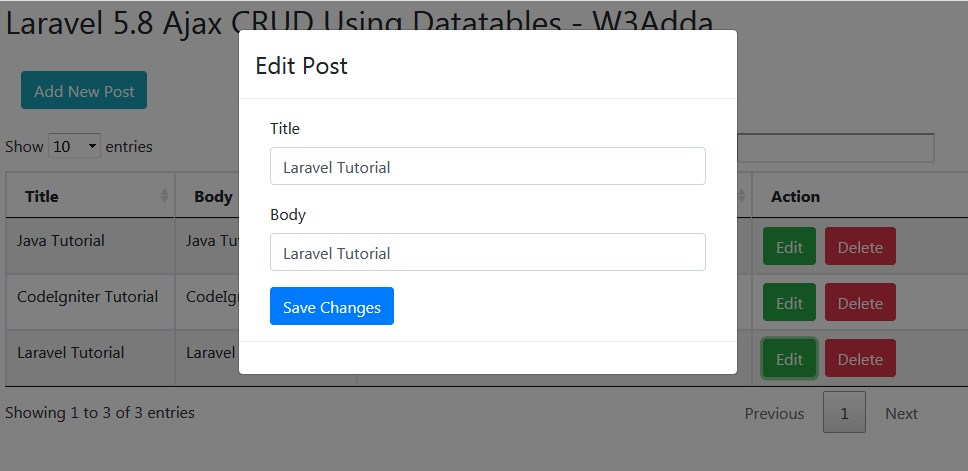 Laravel 5.8 Ajax CRUD Using Datatables - W3Adda
Edit Post
Add New Post
Title
Show 10 entries
Laravel Tutorial
Title Body Action
Body
Java Tutorial Java Tu Edit Delete
Laravel Tutorial
CodeIgniter Tutorial CodeIg Edit Delete
Save Changes
Laravel Tutorial Laravel Edit Delete
Showing 1 to 3 of 3 entries
Previous 1 Next